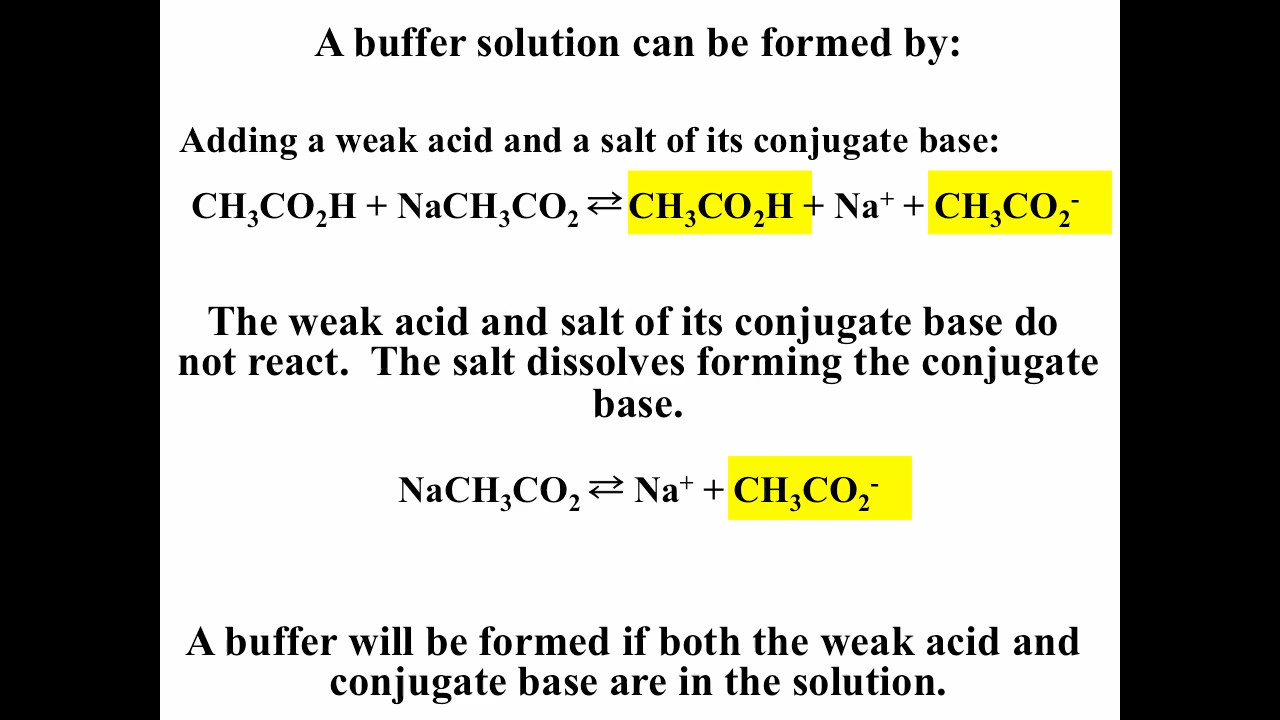 A buffer solution can be formed by:
Adding a weak acid and a salt of its conjugate base:
CH₃CO₂H + NaCH₃CO₂ ⇄ CH₃CO₂H + Na⁺ + CH₃CO₂⁻
The weak acid and salt of its conjugate base do
not react. The salt dissolves forming the conjugate
base.
NaCH₃CO₂ ⇄ Na⁺ + CH₃CO₂⁻
A buffer will be formed if both the weak acid and
conjugate base are in the solution.